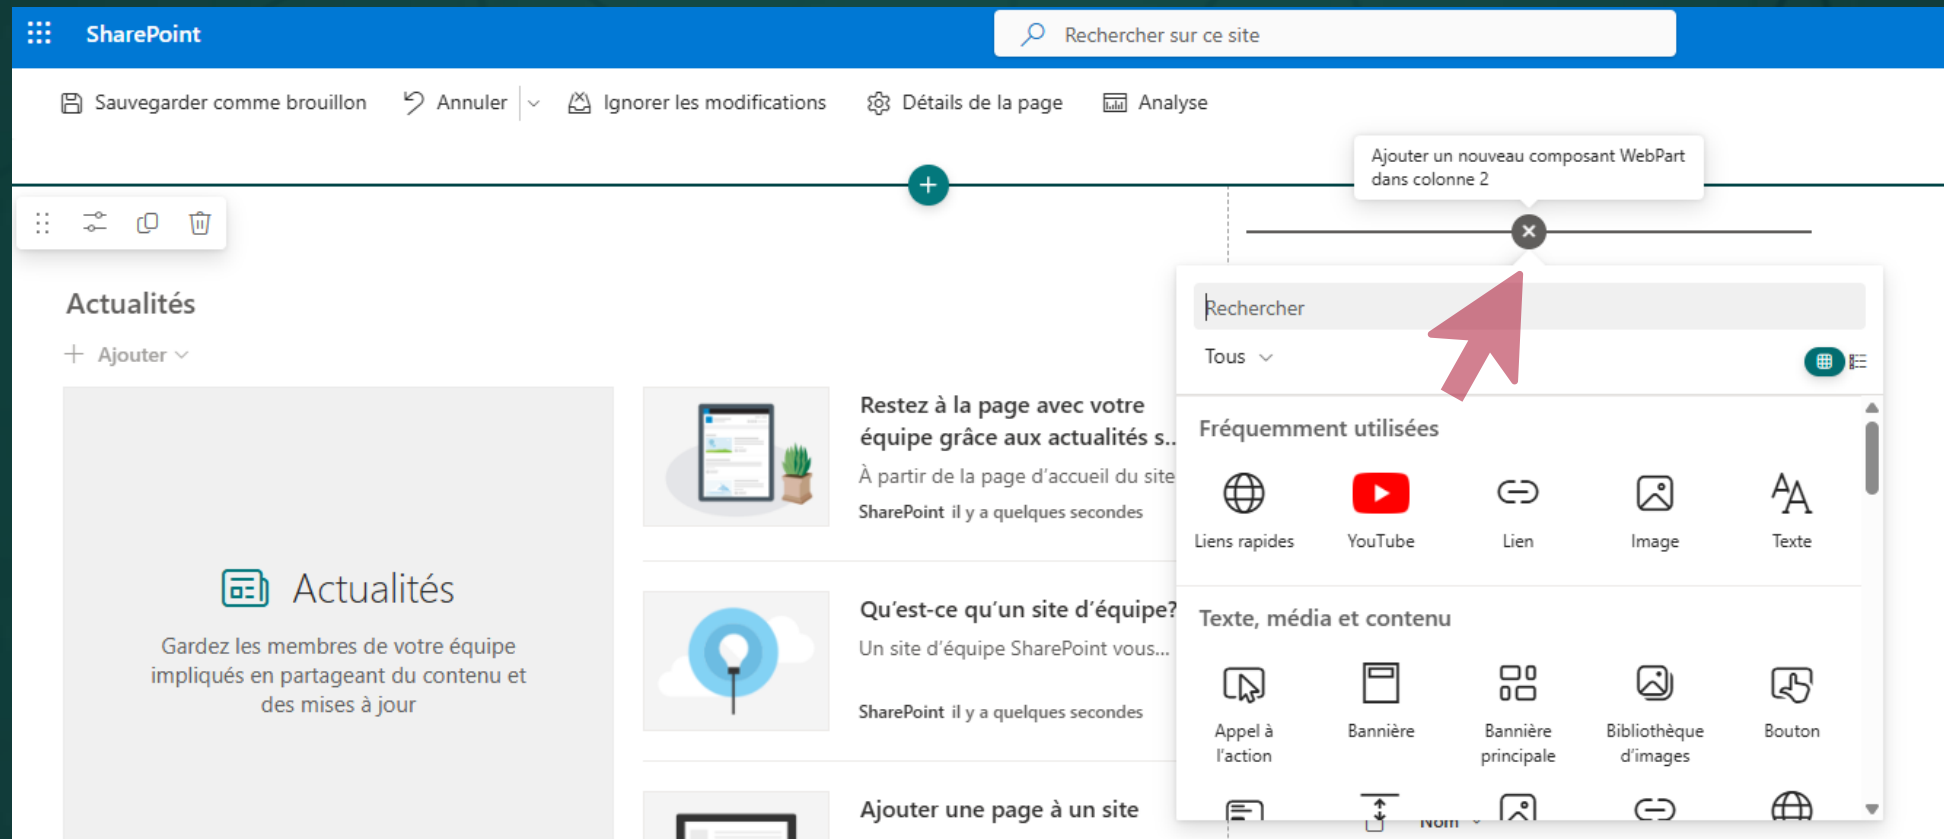 SharePoint
Rechercher sur ce site
Sauvegarder comme brouillon
Annuler
Ignorer les modifications
Détails de la page
Analyse
Ajouter un nouveau composant WebPart
dans colonne 2
Actualités
Ajouter
Actualités
Gardez les membres de votre équipe
impliqués en partageant du contenu et
des mises à jour
Restez à la page avec votre
équipe grâce aux actualités s..
À partir de la page d'accueil du site
SharePoint il y a quelques secondes
Qu'est-ce qu'un site d'équipe?
Un site d'équipe SharePoint vous...
SharePoint il y a quelques secondes
Ajouter une page à un site
Rechercher
Tous
Fréquemment utilisées
Liens rapides
YouTube
Lien
Image
Texte
Texte, média et contenu
Appel à
l'action
Bannière
Bannière
principale
Bibliothèque
d'images
Bouton
Nom